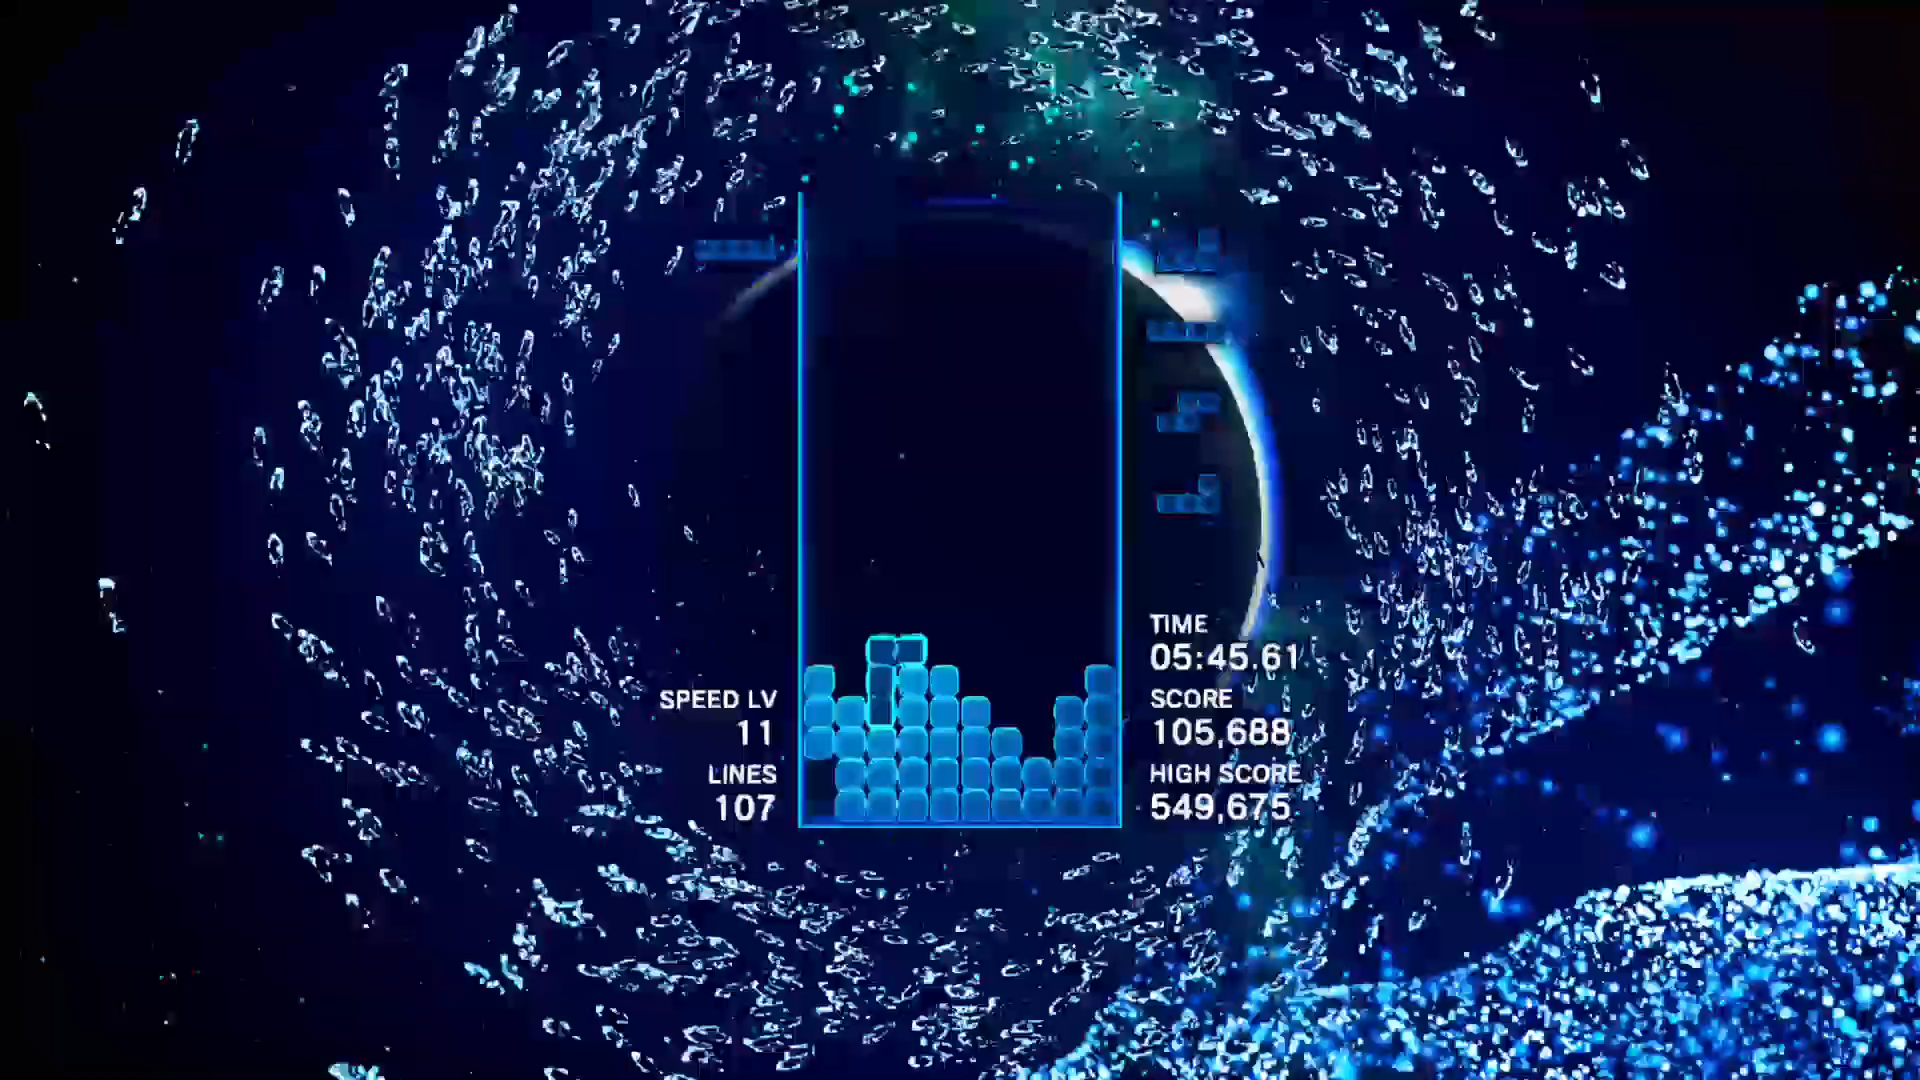 SPEED LV
11
LINES
107
TIME
05:45.61
SCORE
105,688
HIGH SCORE
549,675